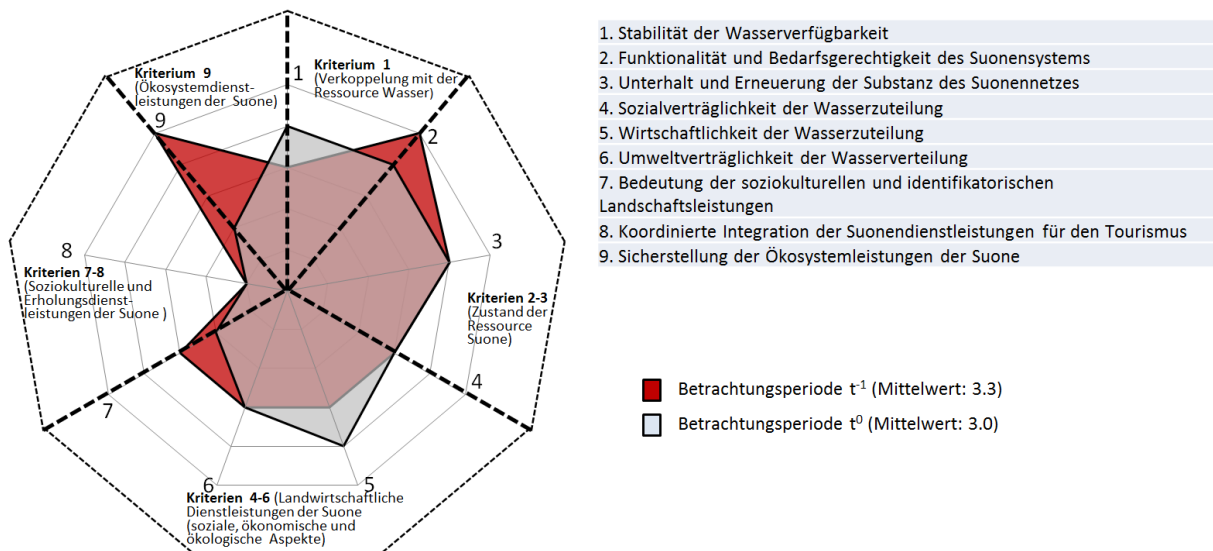 Kriterium 9
(Ökosystemdienst-
leistungen der Suone)
9
1
Kriterium 1
(Verkoppelung mit der
Ressource Wasser)
2
3
8
Kriterien 7-8
(Soziokulturelle und
Erholungsdienst-
leistungen der Suone )
Kriterien 2-3
(Zustand der
Ressource
Suone)
4
7
6
5
Kriterien 4-6 (Landwirtschaftliche
Dienstleistungen der Suone
(soziale, ökonomische und
ökologische Aspekte)
1. Stabilität der Wasserverfügbarkeit
2. Funktionalität und Bedarfsgerechtigkeit des Suonensystems
3. Unterhalt und Erneuerung der Substanz des Suonennetzes
4. Sozialverträglichkeit der Wasserzuteilung
5. Wirtschaftlichkeit der Wasserzuteilung
6. Umweltverträglichkeit der Wasserverteilung
7. Bedeutung der soziokulturellen und identifikatorischen
Landschaftsleistungen
8. Koordinierte Integration der Suonendienstleistungen für den Tourismus
9. Sicherstellung der Ökosystemleistungen der Suone
Betrachtungsperiode t⁻¹ (Mittelwert: 3.3)
Betrachtungsperiode t⁰ (Mittelwert: 3.0)